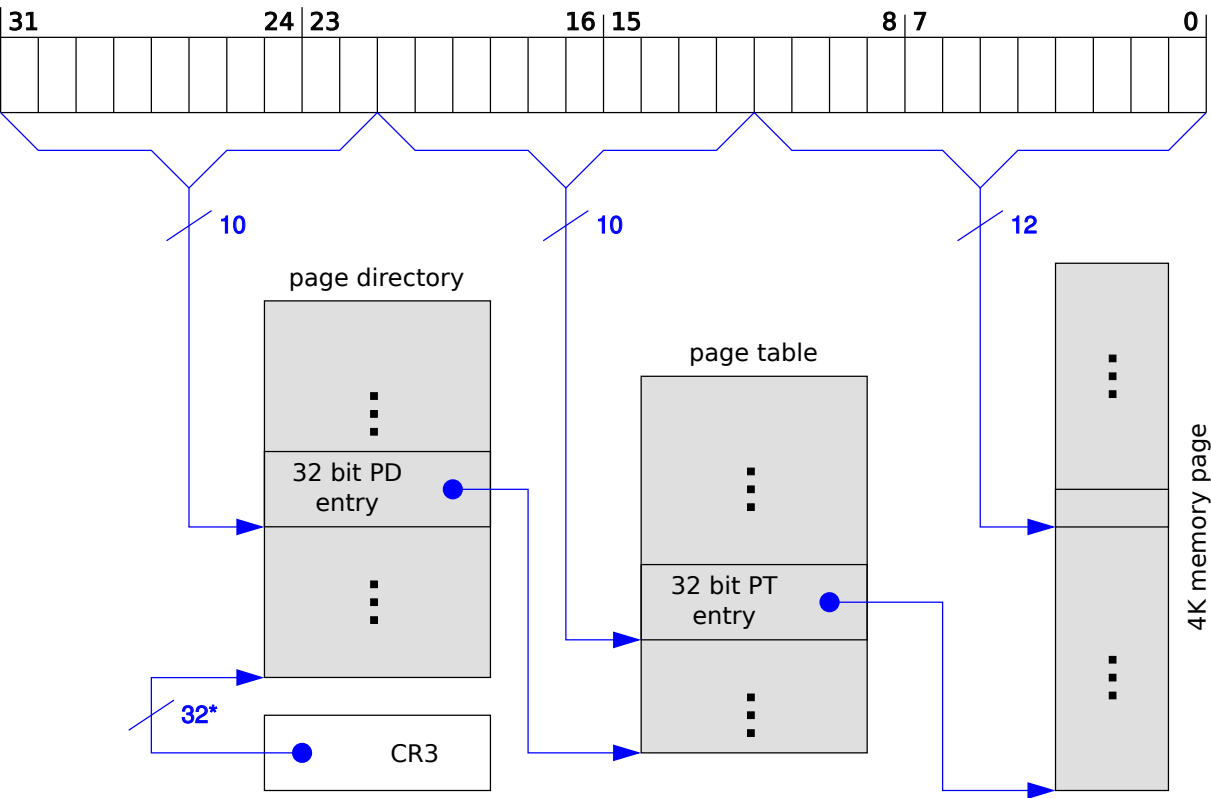 31 24 23 16 15 8 7 0
10 10 12
page directory
page table
32 bit PD
entry
32 bit PT
entry
4K memory page
32*
CR3